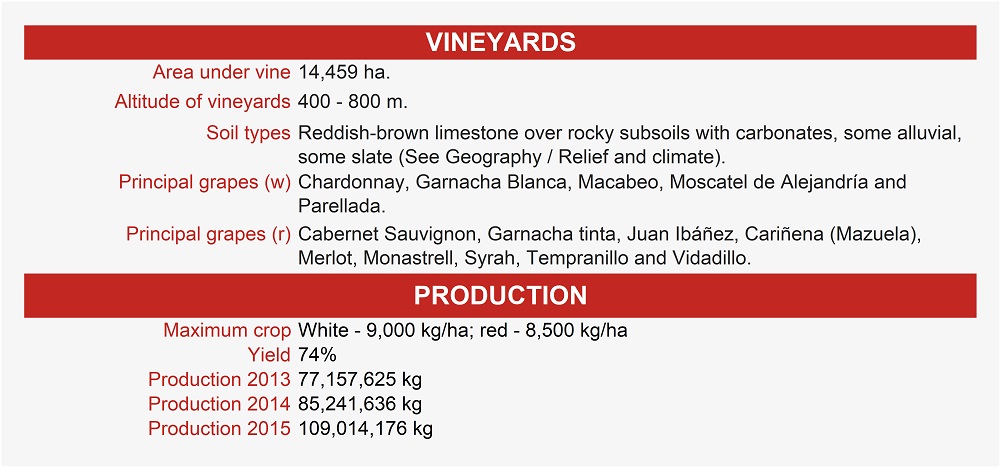 VINEYARDS
Area under vine 14,459 ha.
Altitude of vineyards 400 - 800 m.
Soil types Reddish-brown limestone over rocky subsoils with carbonates, some alluvial,
some slate (See Geography / Relief and climate).
Principal grapes (w) Chardonnay, Garnacha Blanca, Macabeo, Moscatel de Alejandría and
Parellada.
Principal grapes (r) Cabernet Sauvignon, Garnacha tinta, Juan Ibáñez, Cariñena (Mazuela),
Merlot, Monastrell, Syrah, Tempranillo and Vidadillo.
PRODUCTION
Maximum crop White - 9,000 kg/ha; red - 8,500 kg/ha
Yield 74%
Production 2013 77,157,625 kg
Production 2014 85,241,636 kg
Production 2015 109,014,176 kg